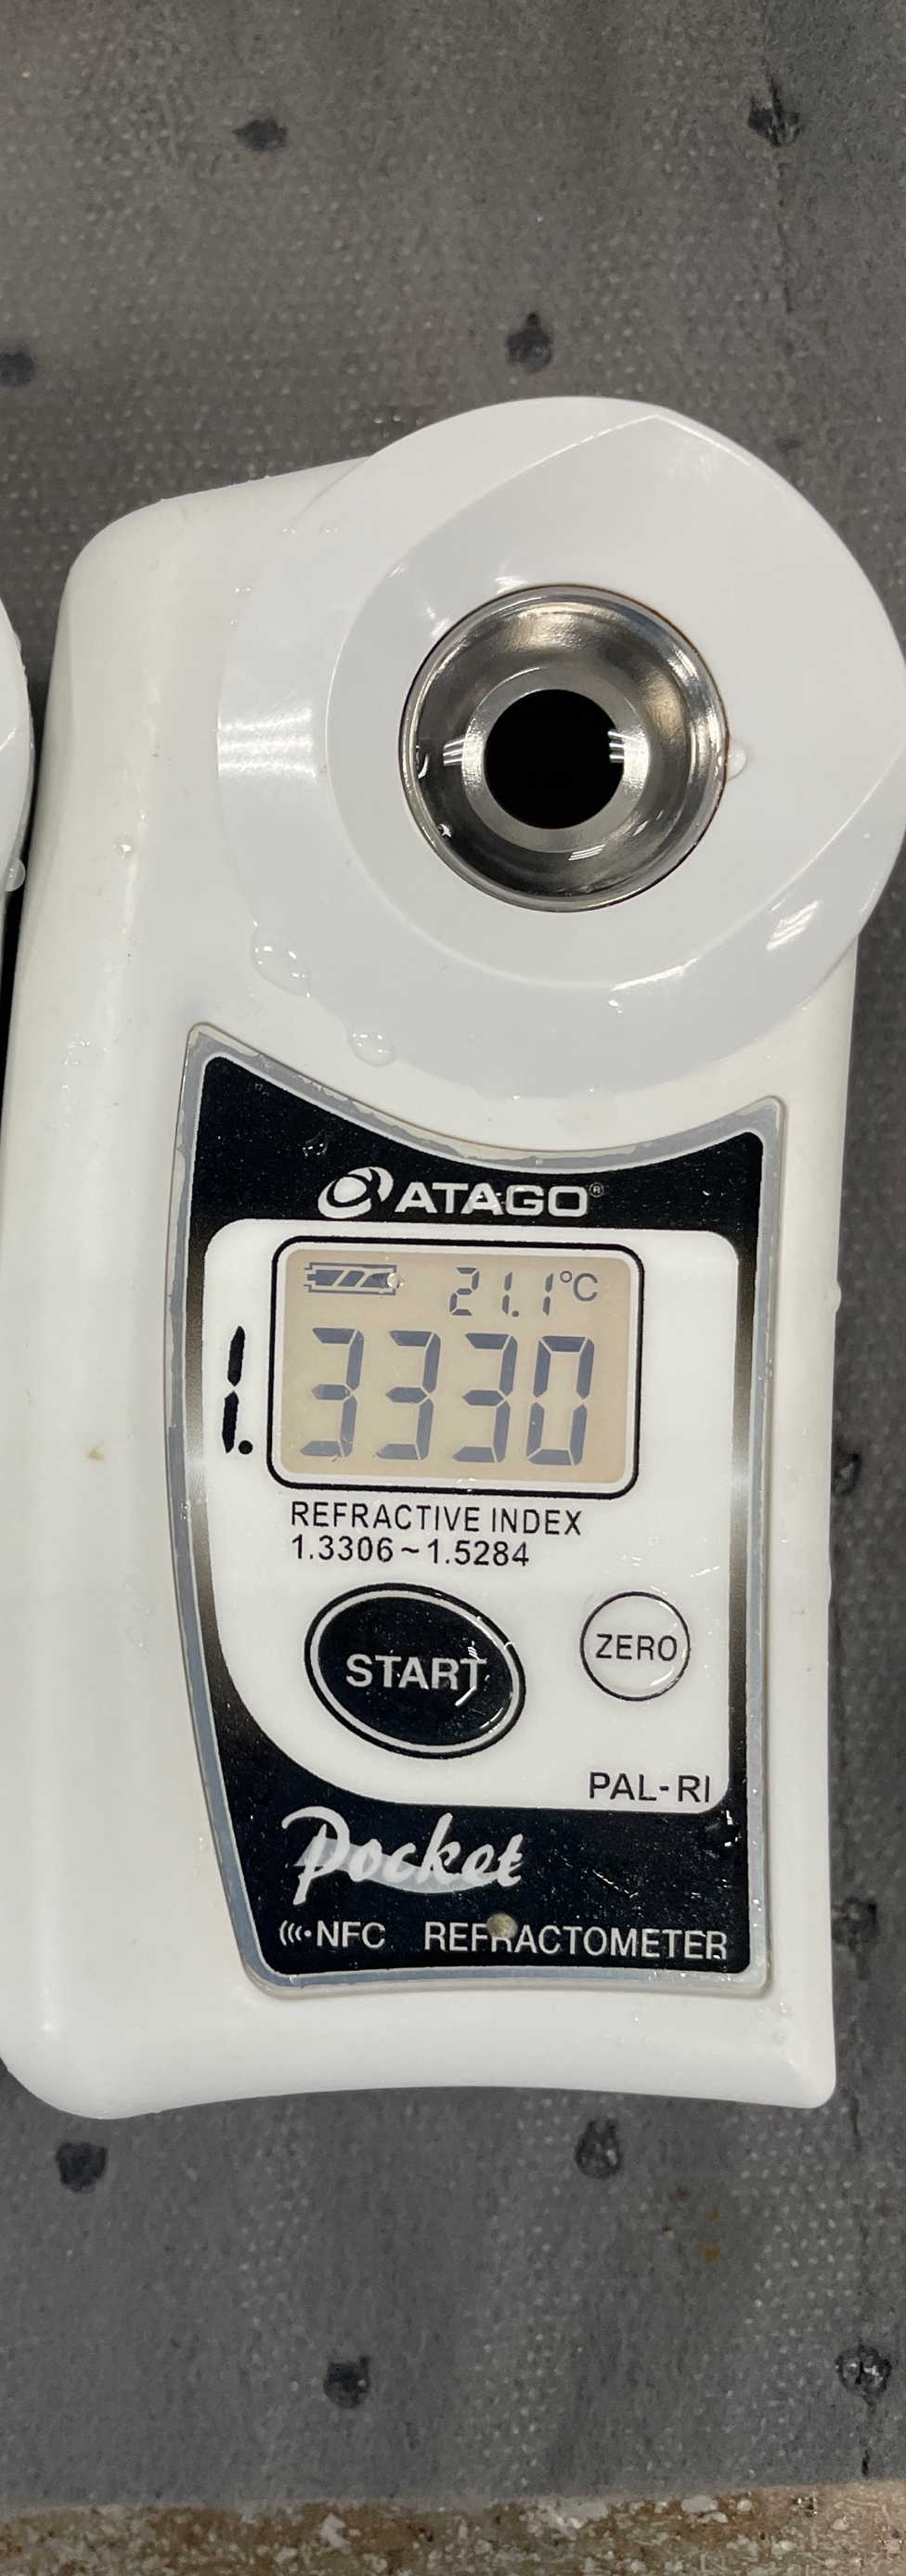 ATAGO®
21.1°C
1.3330
REFRACTIVE INDEX
1.3306~1.5284
START
ZERO
PAL-RI
Pocket
NFC REFRACTOMETER